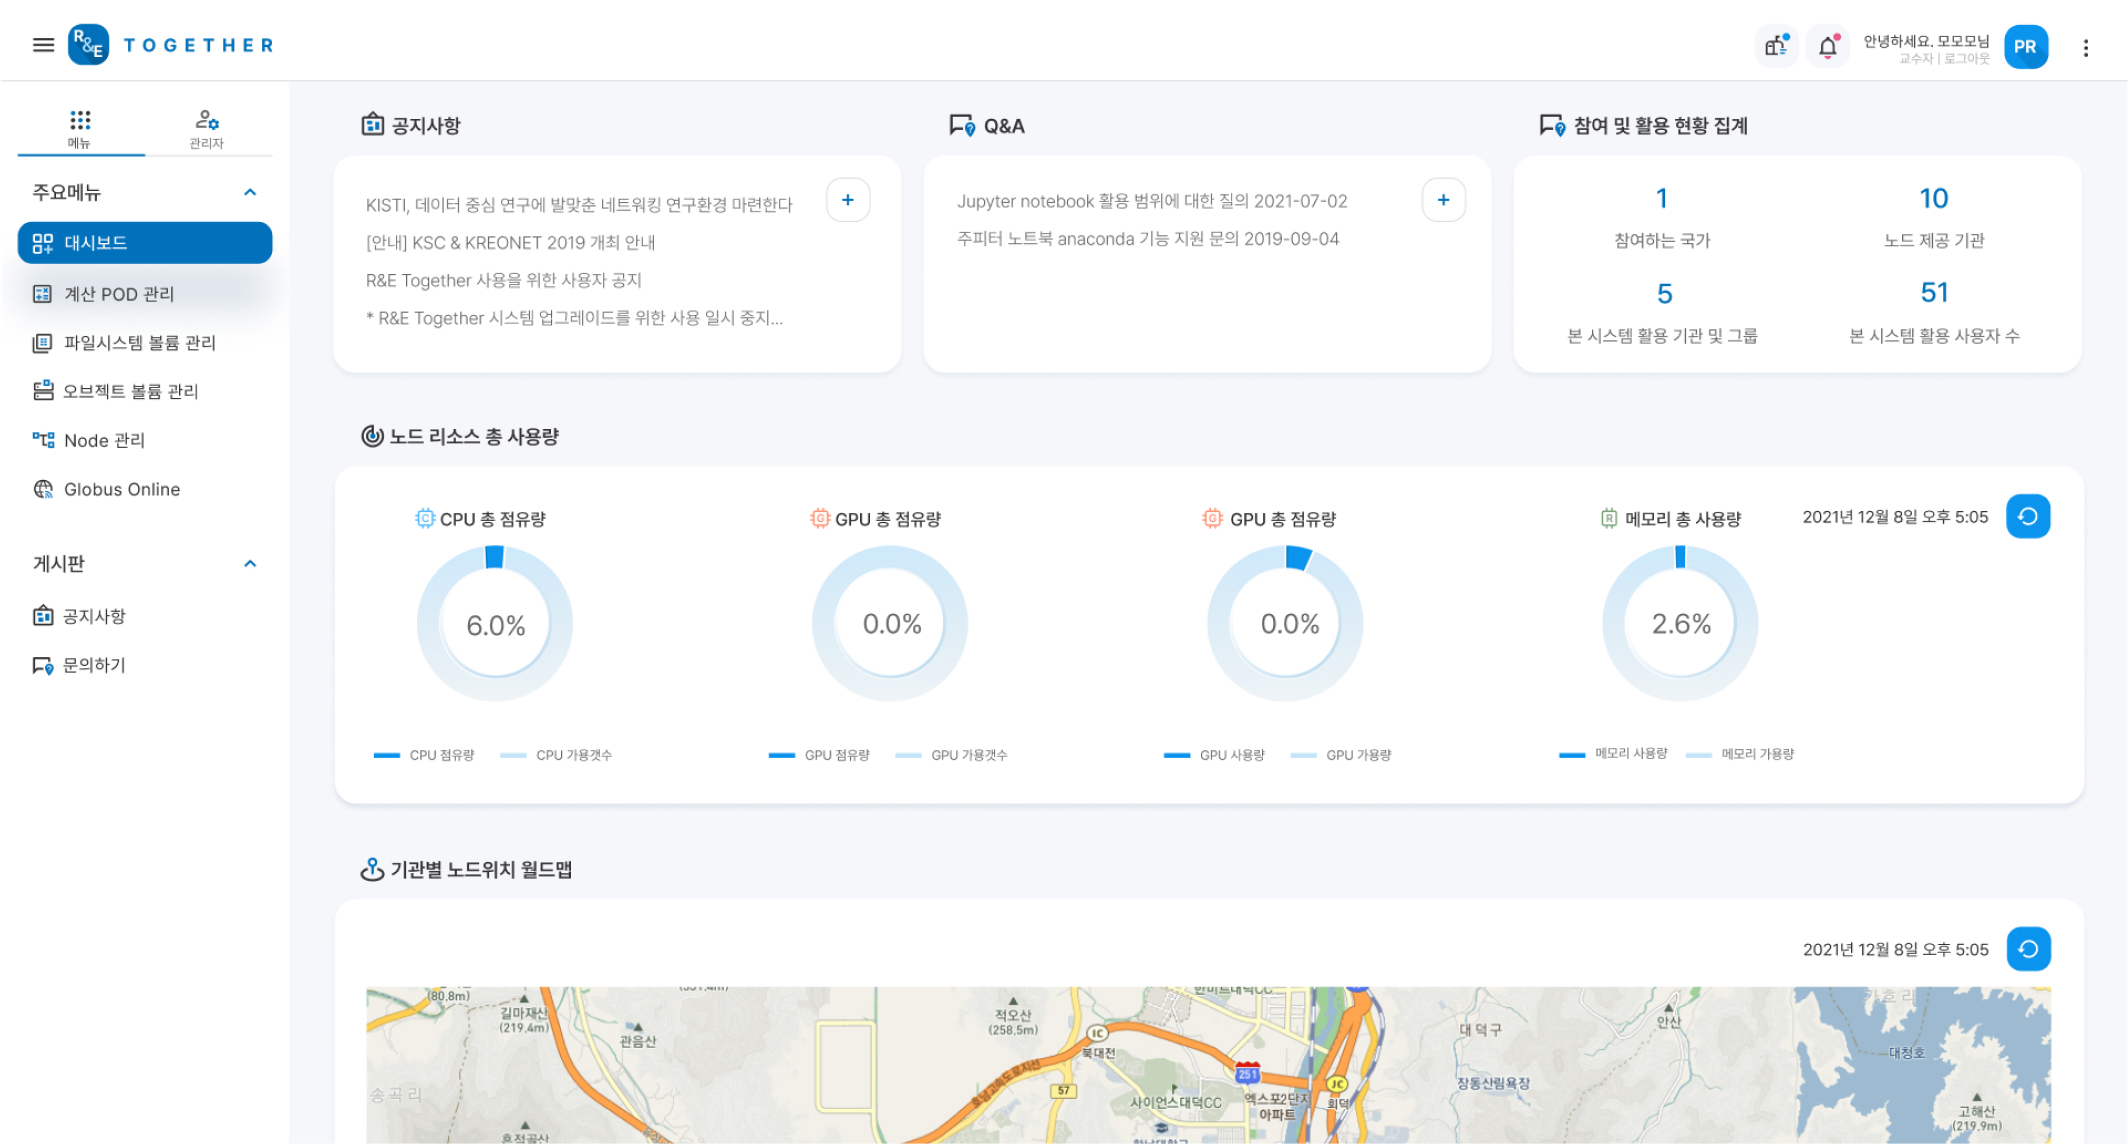 R&E
TOGETHER
안녕하세요. 모모모님
교수자 | 로그아웃
PR
메뉴
관리자
주요메뉴
대시보드
계산 POD 관리
파일시스템 볼륨 관리
오브젝트 볼륨 관리
Node 관리
Globus Online
게시판
공지사항
문의하기
공지사항
KISTI, 데이터 중심 연구에 발맞춘 네트워킹 연구환경 마련한다
[안내] KSC & KREONET 2019 개최 안내
R&E Together 사용을 위한 사용자 공지
* R&E Together 시스템 업그레이드를 위한 사용 일시 중지...
Q&A
Jupyter notebook 활용 범위에 대한 질의 2021-07-02
주피터 노트북 anaconda 기능 지원 문의 2019-09-04
참여 및 활용 현황 집계
1
참여하는 국가
10
노드 제공 기관
5
본 시스템 활용 기관 및 그룹
51
본 시스템 활용 사용자 수
노드 리소스 총 사용량
2021년 12월 8일 오후 5:05
C CPU 총 점유량
6.0%
CPU 점유량
CPU 가용갯수
G GPU 총 점유량
0.0%
GPU 점유량
GPU 가용갯수
G GPU 총 점유량
0.0%
GPU 사용량
GPU 가용량
R 메모리 총 사용량
2.6%
메모리 사용량
메모리 가용량
기관별 노드위치 월드맵
2021년 12월 8일 오후 5:05
(80.8m)
길마재산
(219.4m)
관음산
적오산
(258.5m)
IC
북대전
호남고속도로지선
57
251
사이언스대덕CC
엑스포2단지
아파트
JC
회덕
대덕구
장동산림욕장
안산
대청호
고해산
(219.9m)
송곡리